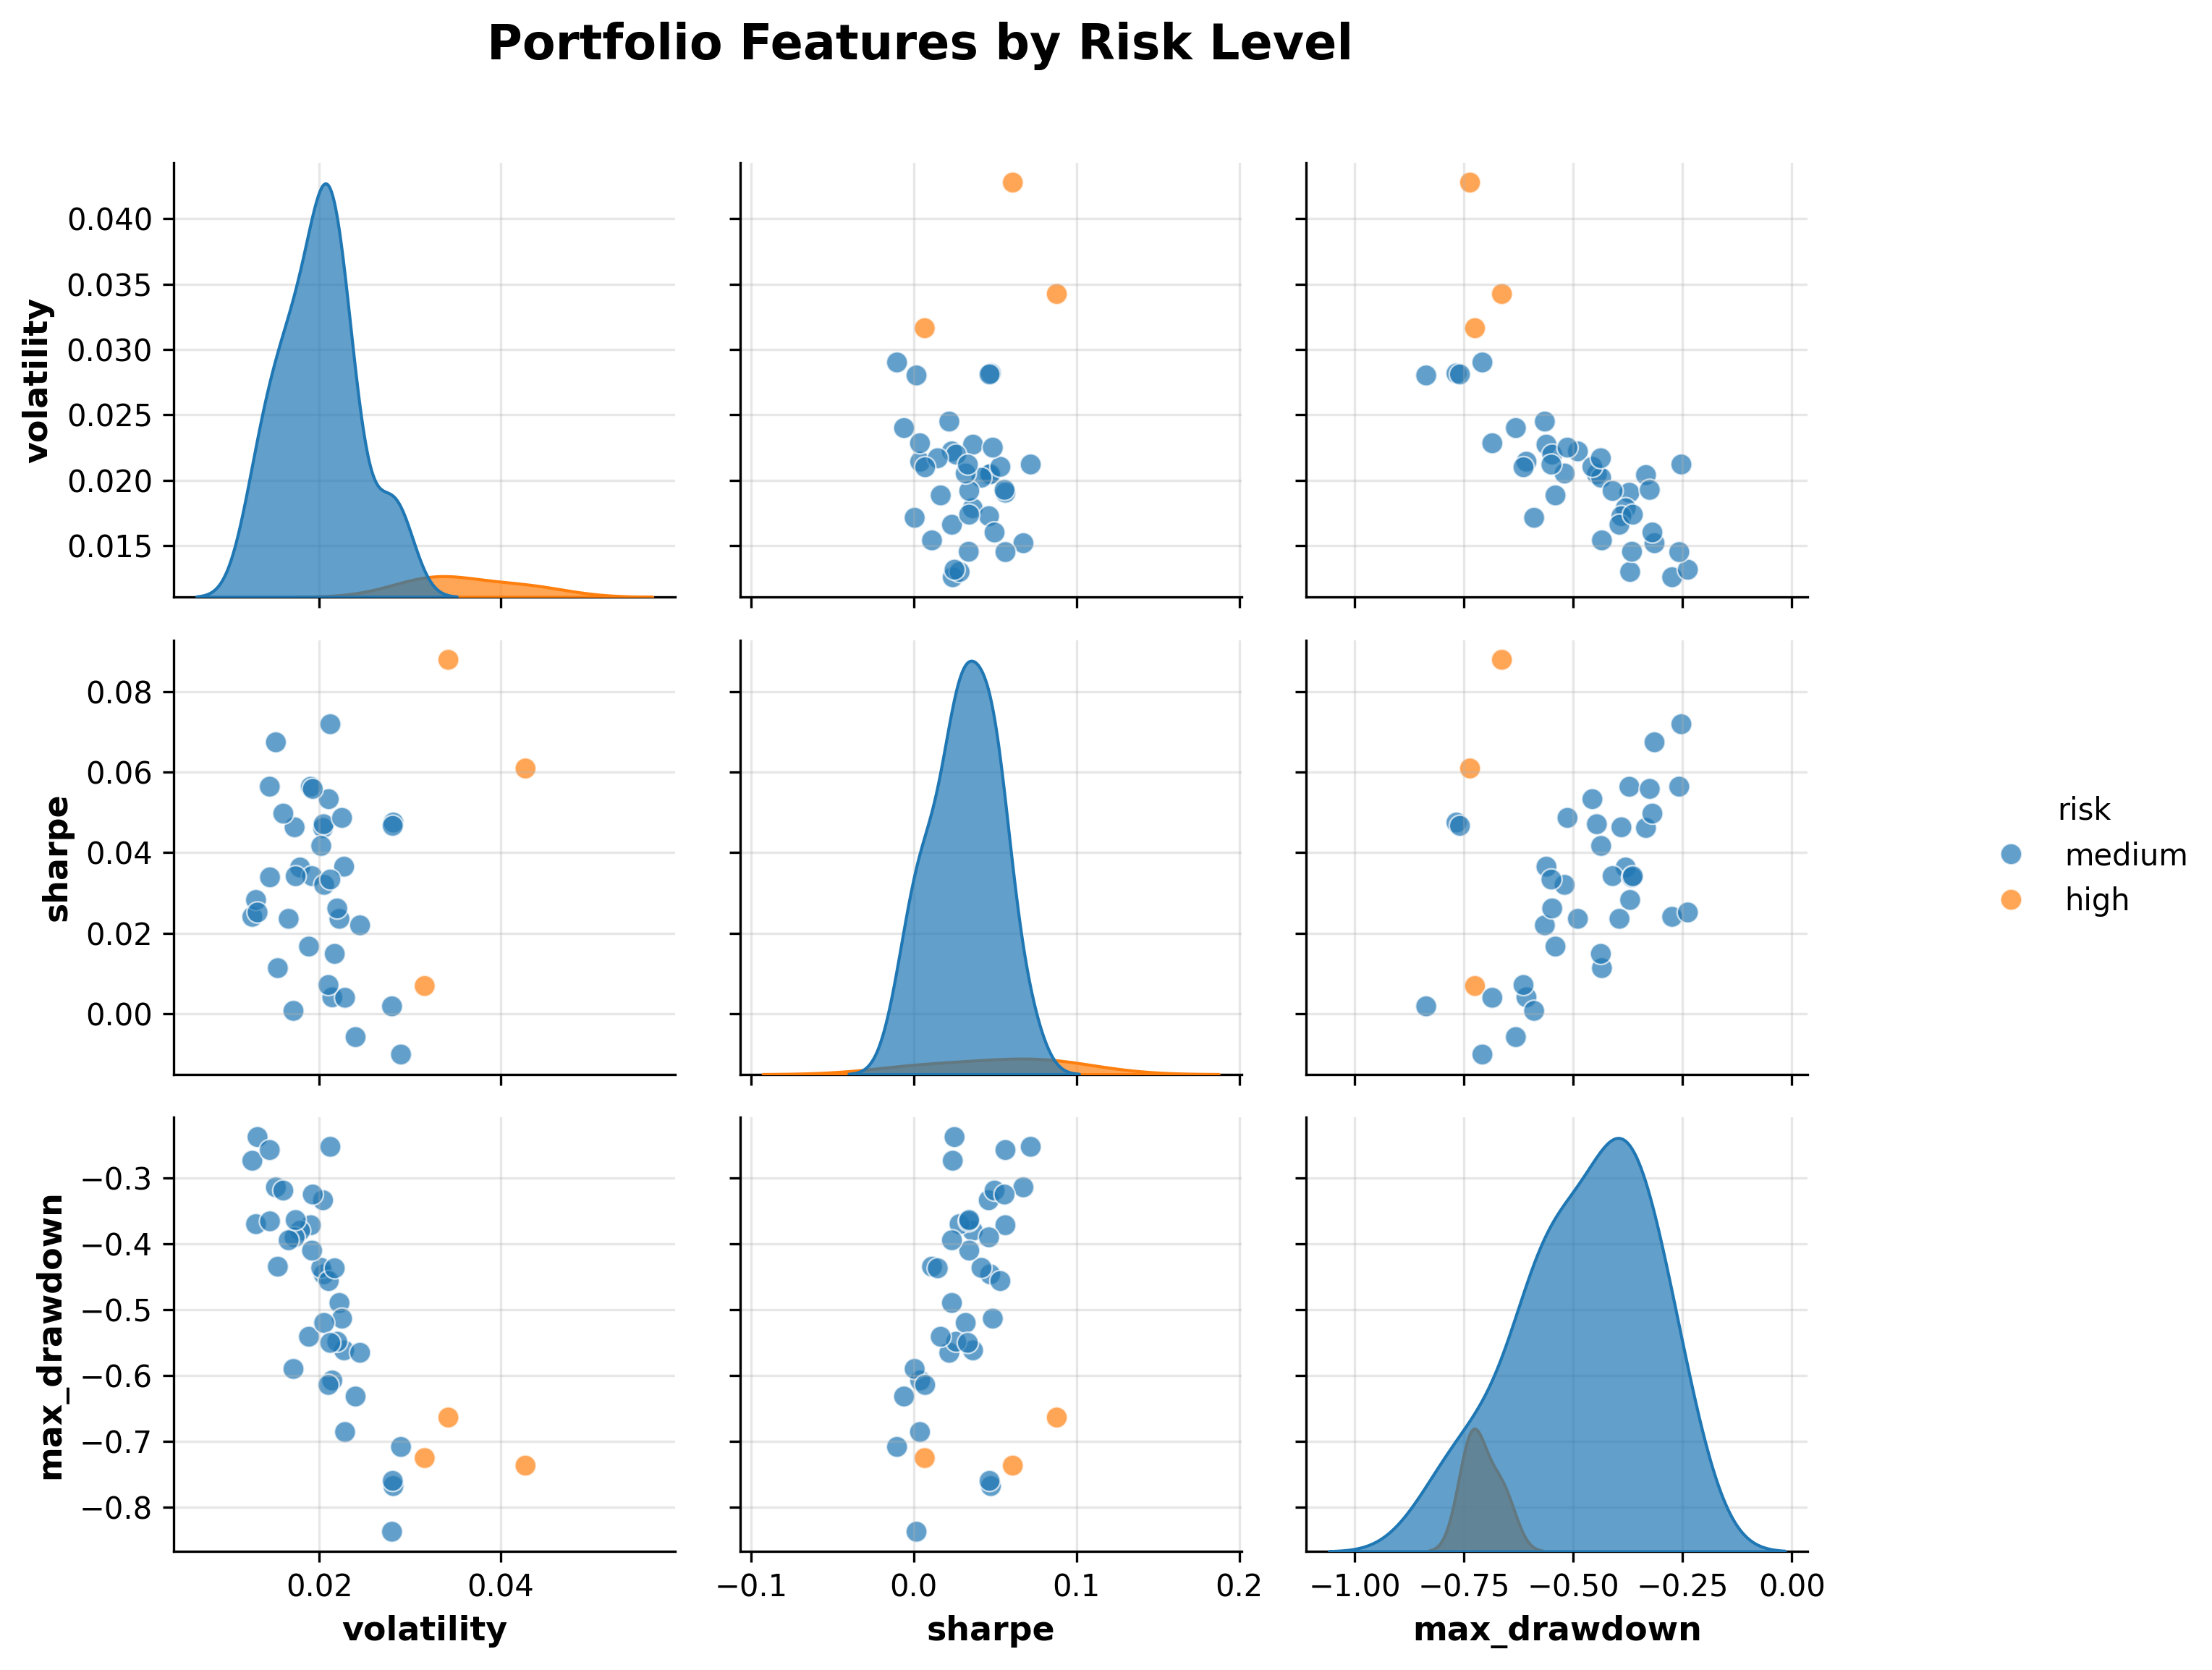 Portfolio Features by Risk Level
0.040
0.035
0.030
0.025
0.020
0.015
volatility
0.08
0.06
0.04
0.02
0.00
sharpe
risk
medium
high
−0.3
−0.4
−0.5
−0.6
−0.7
−0.8
max_drawdown
0.02 0.04
−0.1 0.0 0.1 0.2
−1.00 −0.75 −0.50 −0.25 0.00
volatility
sharpe
max_drawdown